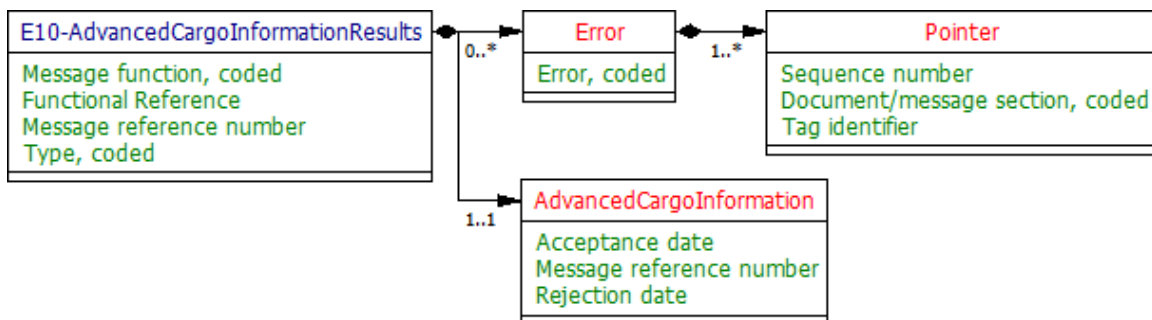 E10-AdvancedCargoInformationResults
Message function, coded
Functional Reference
Message reference number
Type, coded
0..*
Error
Error, coded
1..*
Pointer
Sequence number
Document/message section, coded
Tag identifier
1..1
AdvancedCargoInformation
Acceptance date
Message reference number
Rejection date